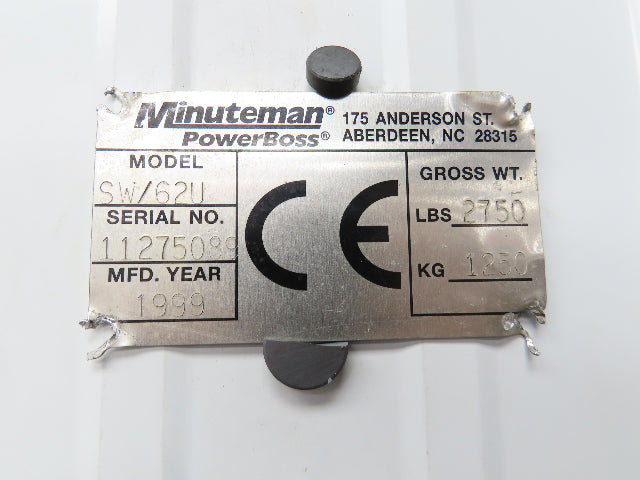 Minuteman® 175 ANDERSON ST.
PowerBoss® ABERDEEN, NC 28315
MODEL
SW/62U
SERIAL NO.
11275089
MFD. YEAR
1999
CE
GROSS WT.
LBS 2750
KG 1250